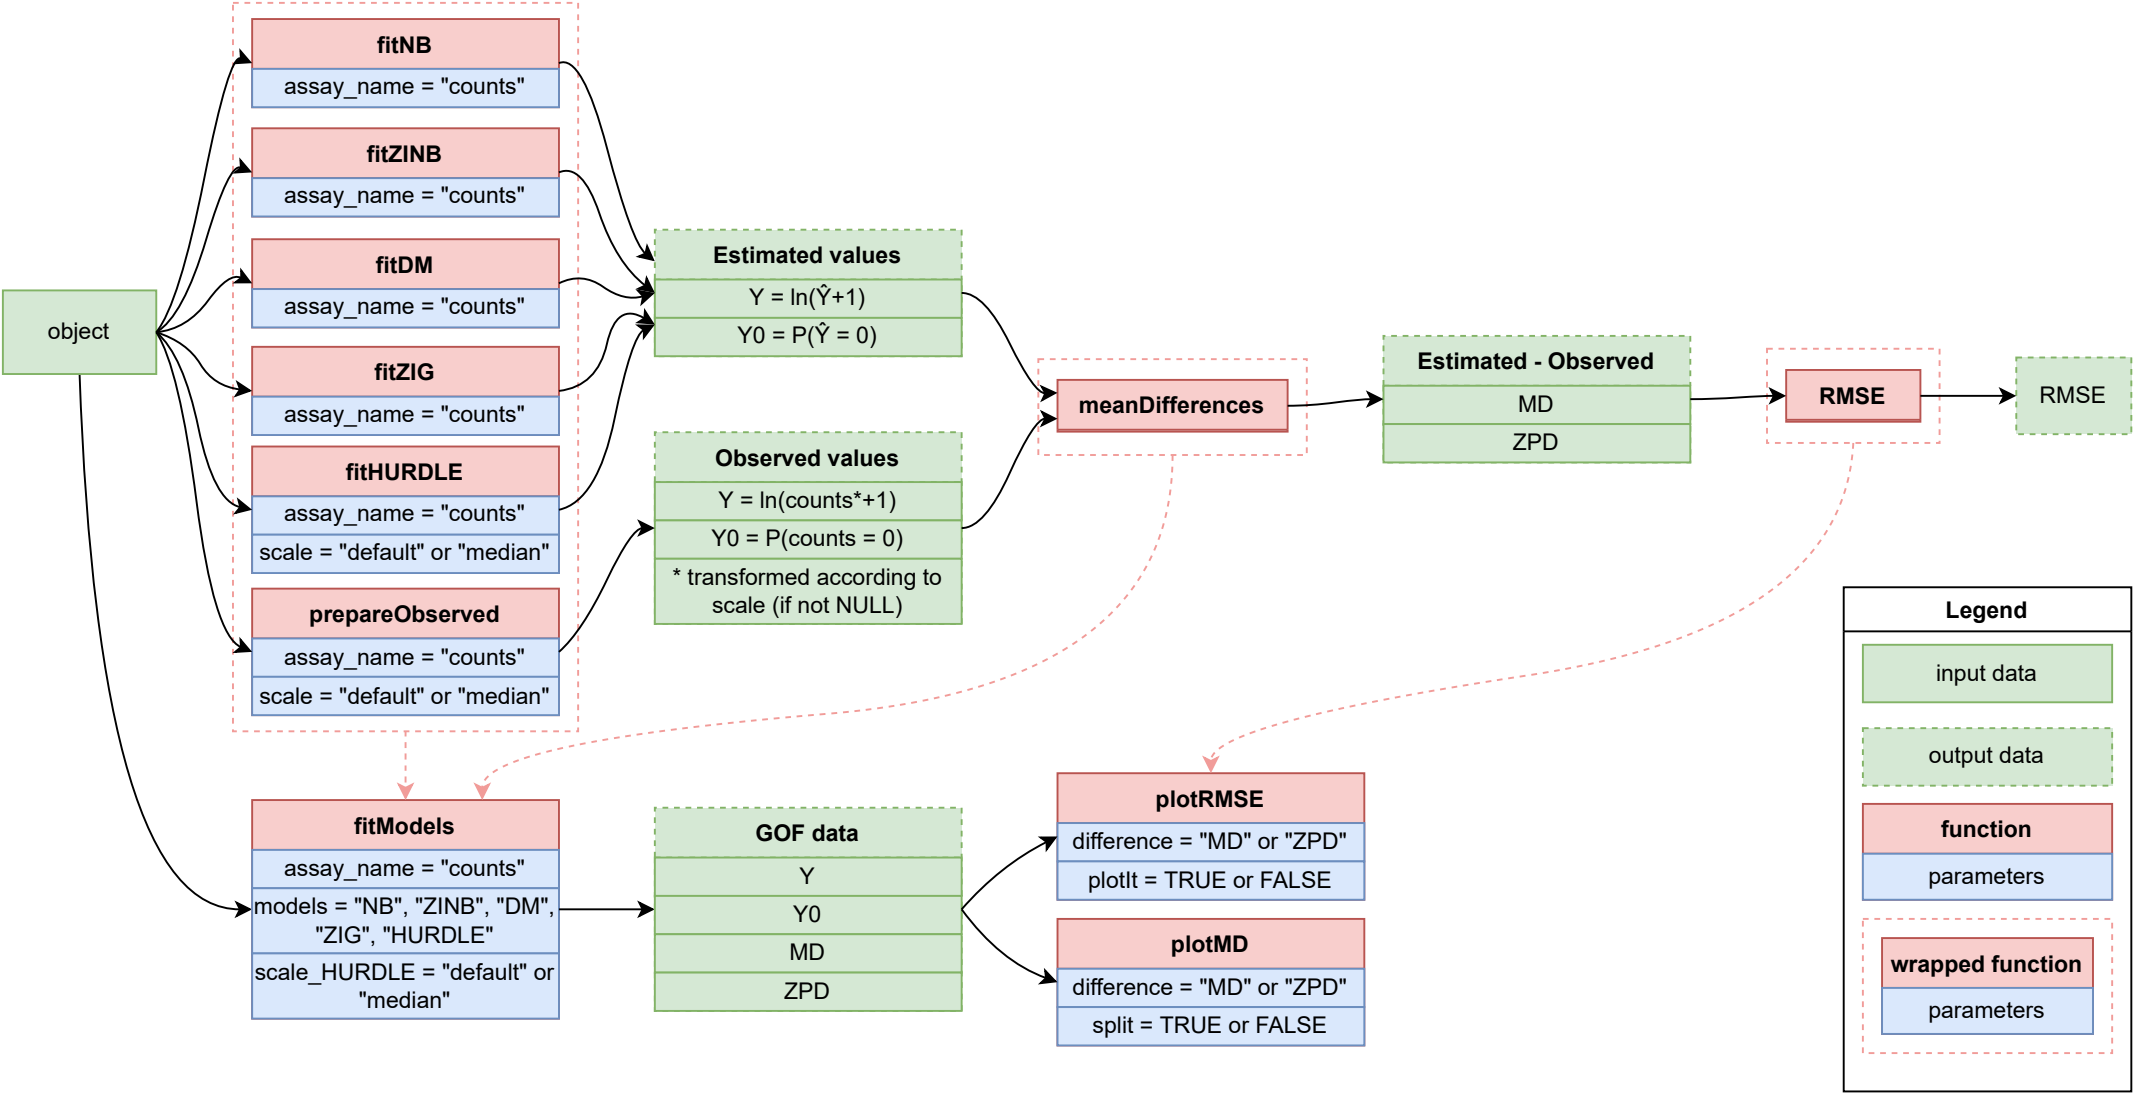 object
fitNB
assay_name = "counts"
fitZINB
assay_name = "counts"
fitDM
assay_name = "counts"
fitZIG
assay_name = "counts"
fitHURDLE
assay_name = "counts"
scale = "default" or "median"
prepareObserved
assay_name = "counts"
scale = "default" or "median"
Estimated values
Y = ln(Ŷ+1)
Y0 = P(Ŷ = 0)
Observed values
Y = ln(counts*+1)
Y0 = P(counts = 0)
* transformed according to
scale (if not NULL)
meanDifferences
Estimated - Observed
MD
ZPD
RMSE
RMSE
fitModels
assay_name = "counts"
models = "NB", "ZINB", "DM",
"ZIG", "HURDLE"
scale_HURDLE = "default" or
"median"
GOF data
Y
Y0
MD
ZPD
plotRMSE
difference = "MD" or "ZPD"
plotIt = TRUE or FALSE
plotMD
difference = "MD" or "ZPD"
split = TRUE or FALSE
Legend
input data
output data
function
parameters
wrapped function
parameters